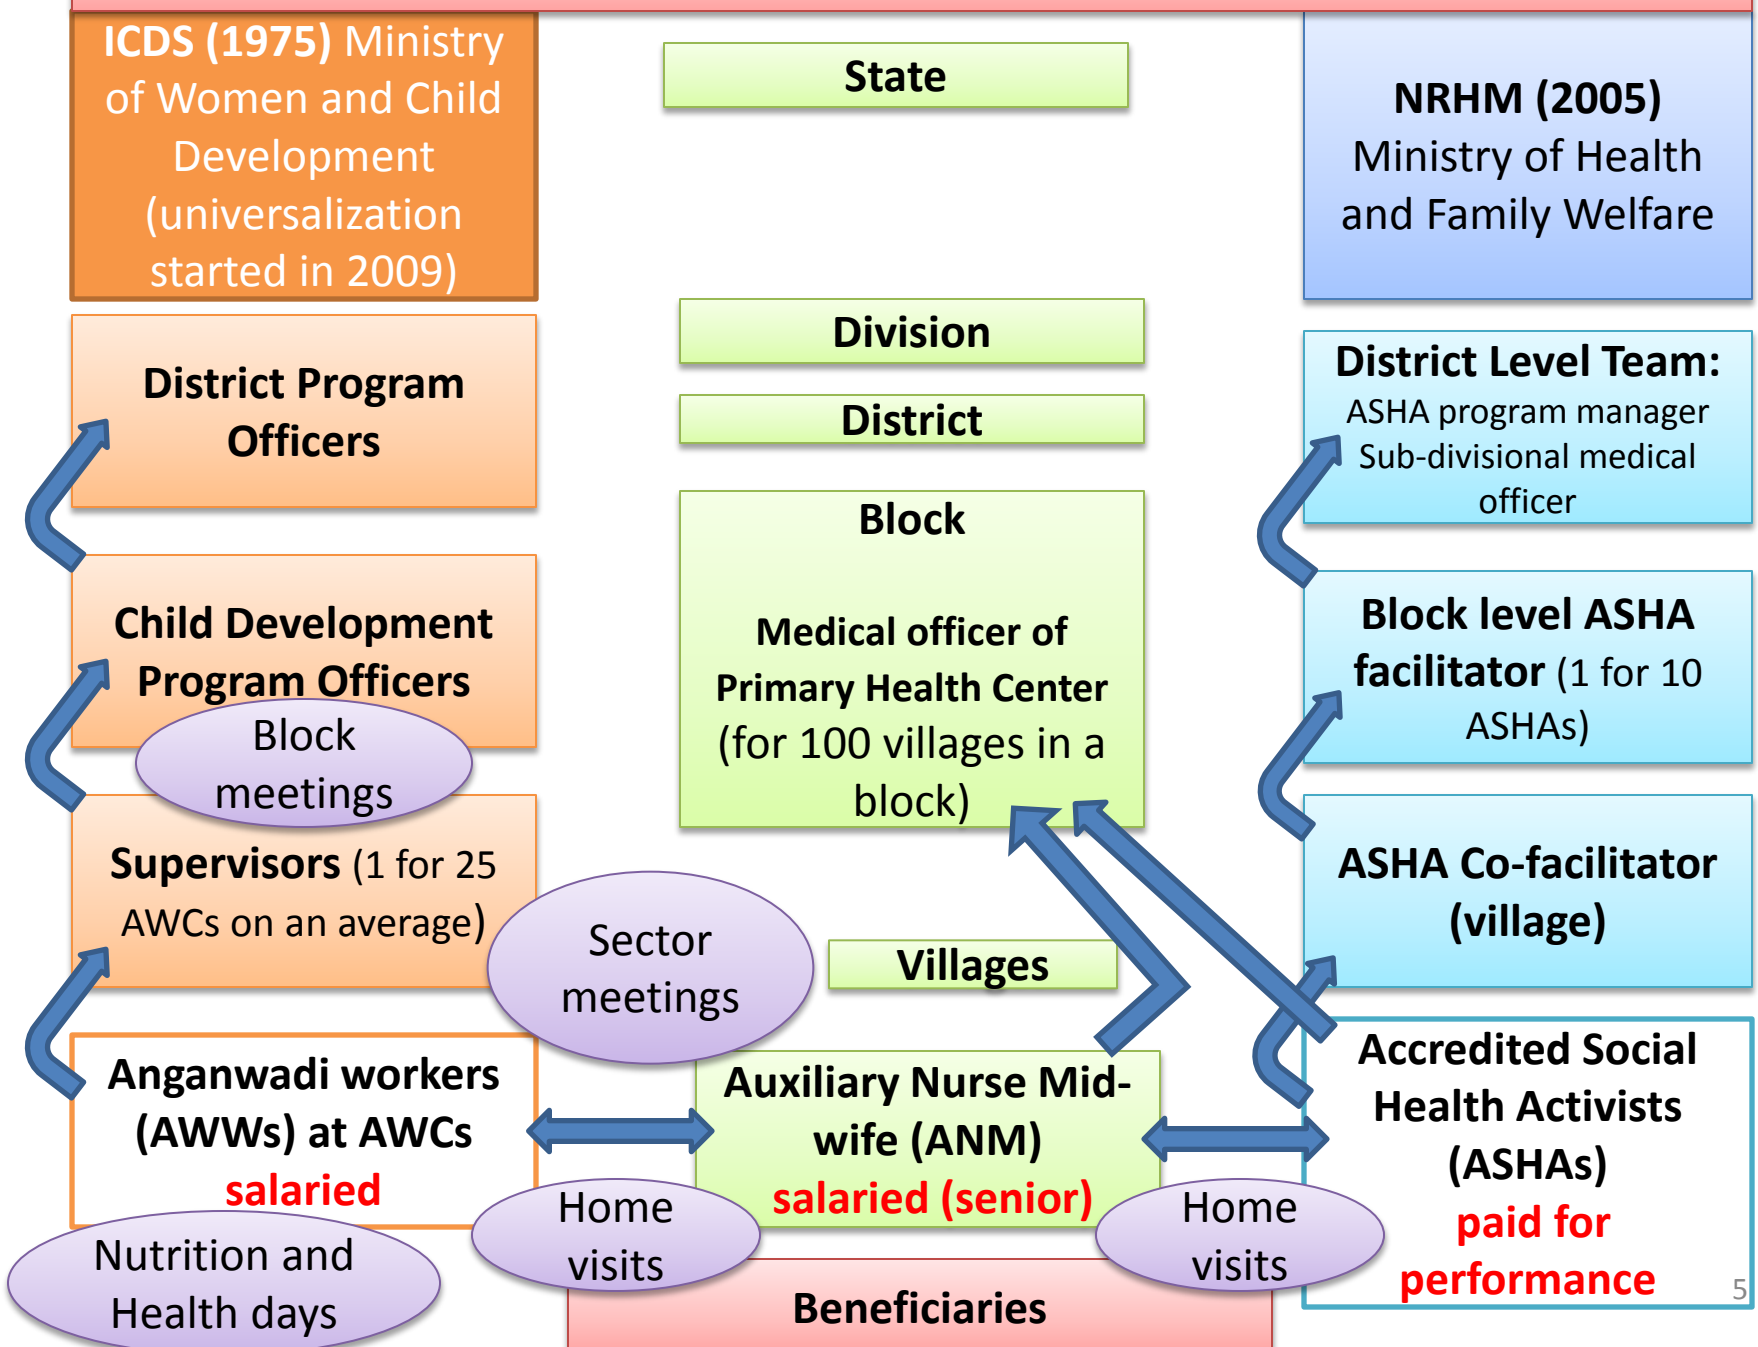 ICDS (1975) Ministry
of Women and Child
Development
(universalization
started in 2009)
State
NRHM (2005)
Ministry of Health
and Family Welfare
District Program
Officers
Division
District
District Level Team:
ASHA program manager
Sub-divisional medical
officer
Child Development
Program Officers
Block
meetings
Block
Medical officer of
Primary Health Center
(for 100 villages in a
block)
Block level ASHA
facilitator (1 for 10
ASHAs)
Supervisors (1 for 25
AWCs on an average)
Sector
meetings
Villages
ASHA Co-facilitator
(village)
Anganwadi workers
(AWWs) at AWCs
salaried
Auxiliary Nurse Mid-
wife (ANM)
salaried (senior)
Accredited Social
Health Activists
(ASHAs)
paid for
performance
Nutrition and
Health days
Home
visits
Home
visits
Beneficiaries
5